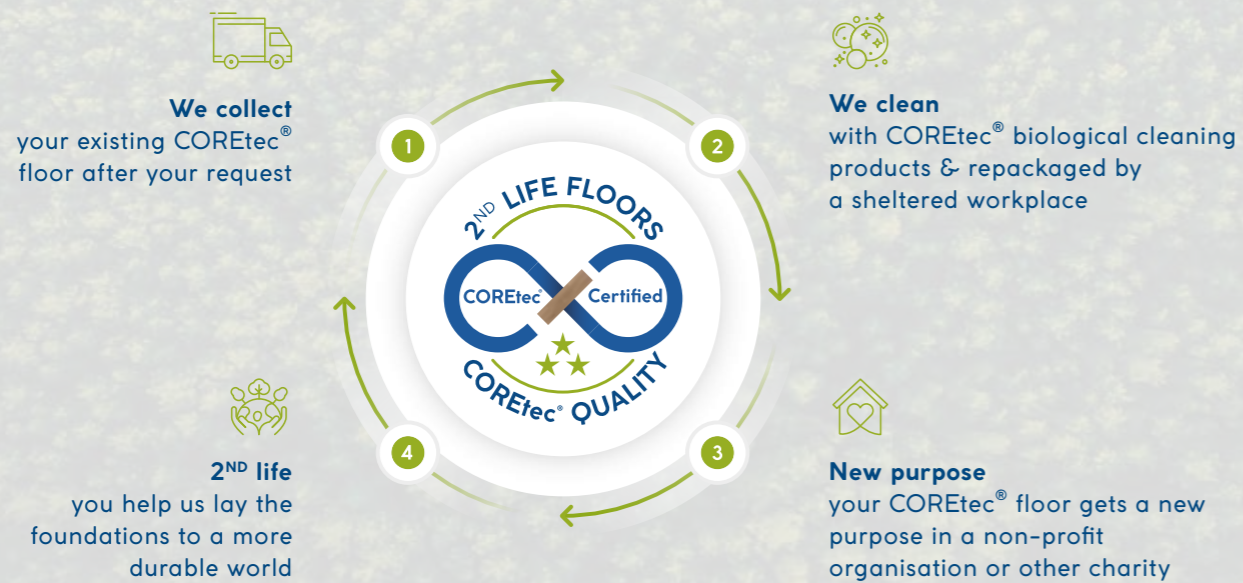 We collect
your existing COREtec®
floor after your request
1
2
We clean
with COREtec® biological cleaning
products & repackaged by
a sheltered workplace
2ND LIFE FLOORS
COREtec® Certified
COREtec® QUALITY
4
3
2ND life
you help us lay the
foundations to a more
durable world
New purpose
your COREtec® floor gets a new
purpose in a non-profit
organisation or other charity